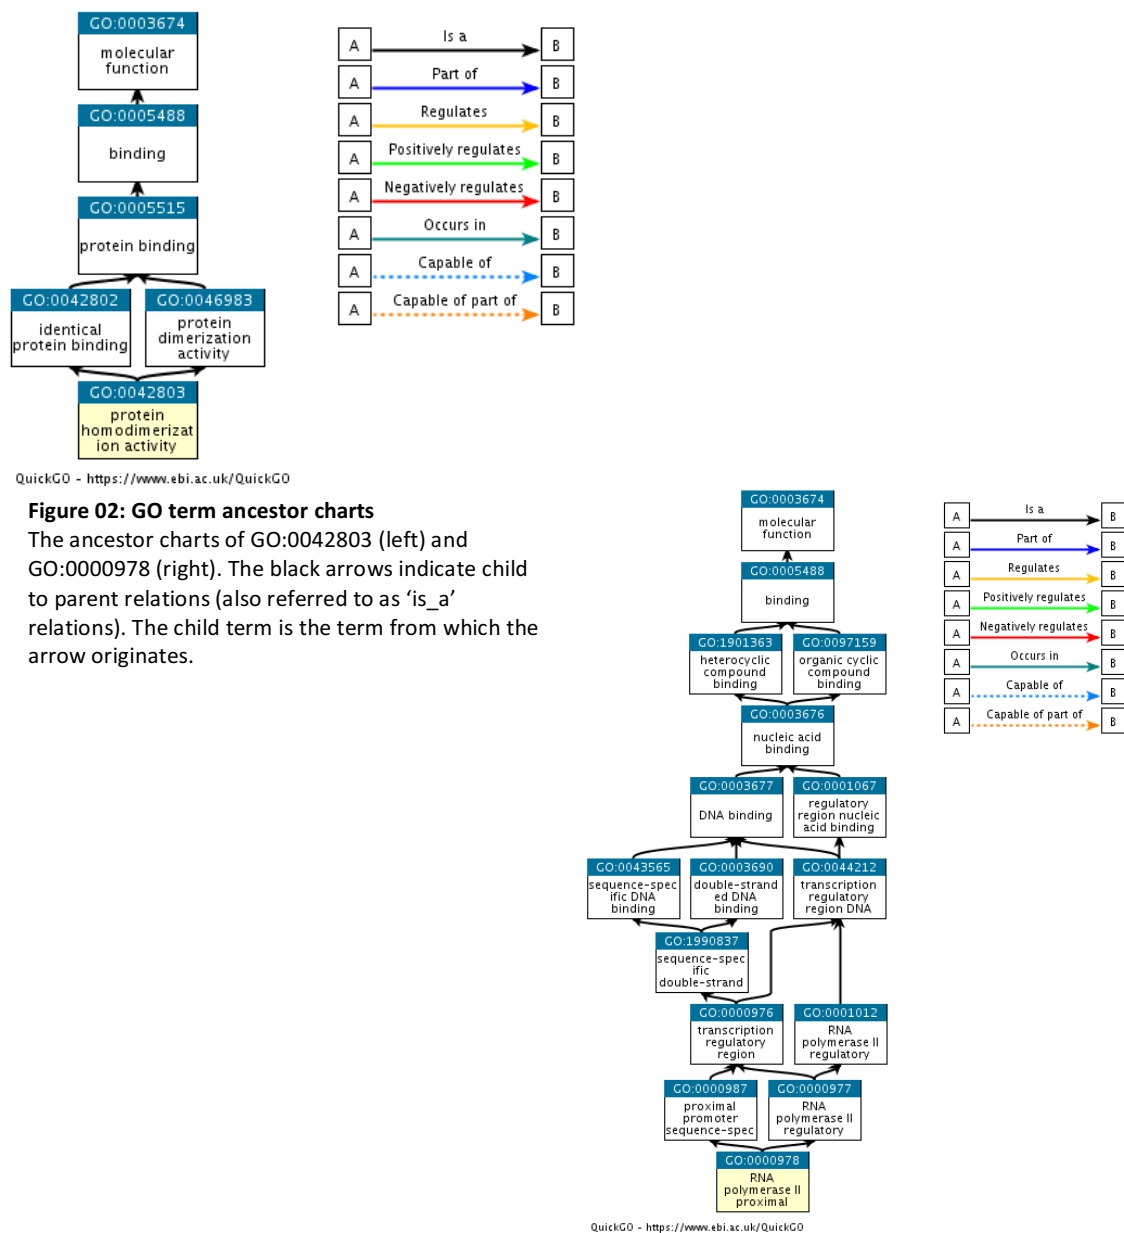 GO:0003674
molecular
function
GO:0005488
binding
GO:0005515
protein binding
GO:0042802
identical
protein binding
GO:0046983
protein
dimerization
activity
GO:0042803
protein
homodimerizat
ion activity
QuickGO - https://www.ebi.ac.uk/QuickGO
A Is a B
A Part of B
A Regulates B
A Positively regulates B
A Negatively regulates B
A Occurs in B
A Capable of B
A Capable of part of B
Figure 02: GO term ancestor charts
The ancestor charts of GO:0042803 (left) and
GO:0000978 (right). The black arrows indicate child
to parent relations (also referred to as ‘is_a’
relations). The child term is the term from which the
arrow originates.
GO:0003674
molecular
function
GO:0005488
binding
GO:1901363
heterocyclic
compound
binding
GO:0097159
organic cyclic
compound
binding
GO:0003676
nucleic acid
binding
GO:0003677
DNA binding
GO:0001067
regulatory
region nucleic
acid binding
GO:0043565
sequence-spec
ific DNA
binding
GO:0003690
double-strand
ed DNA
binding
GO:0044212
transcription
regulatory
region DNA
GO:1990837
sequence-spec
ific
double-strand
GO:0000976
transcription
regulatory
region
GO:0001012
RNA
polymerase II
regulatory
GO:0000987
proximal
promoter
sequence-spec
GO:0000977
RNA
polymerase II
regulatory
GO:0000978
RNA
polymerase II
proximal
QuickGO - https://www.ebi.ac.uk/QuickGO
A Is a B
A Part of B
A Regulates B
A Positively regulates B
A Negatively regulates B
A Occurs in B
A Capable of B
A Capable of part of B